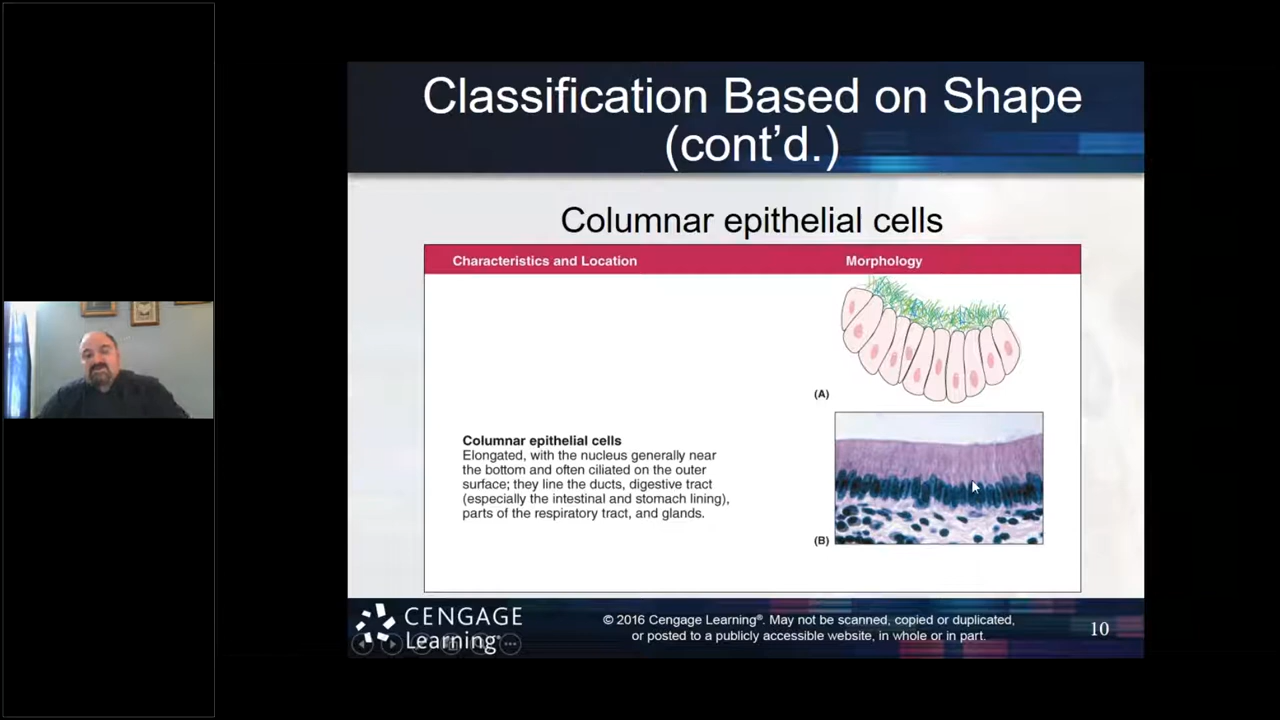 Classification Based on Shape
(cont’d.)
Columnar epithelial cells
Characteristics and Location
Morphology
(A)
Columnar epithelial cells
Elongated, with the nucleus generally near
the bottom and often ciliated on the outer
surface; they line the ducts, digestive tract
(especially the intestinal and stomach lining),
parts of the respiratory tract, and glands.
(B)
CENGAGE
Learning®
© 2016 Cengage Learning®. May not be scanned, copied or duplicated,
or posted to a publicly accessible website, in whole or in part.
10